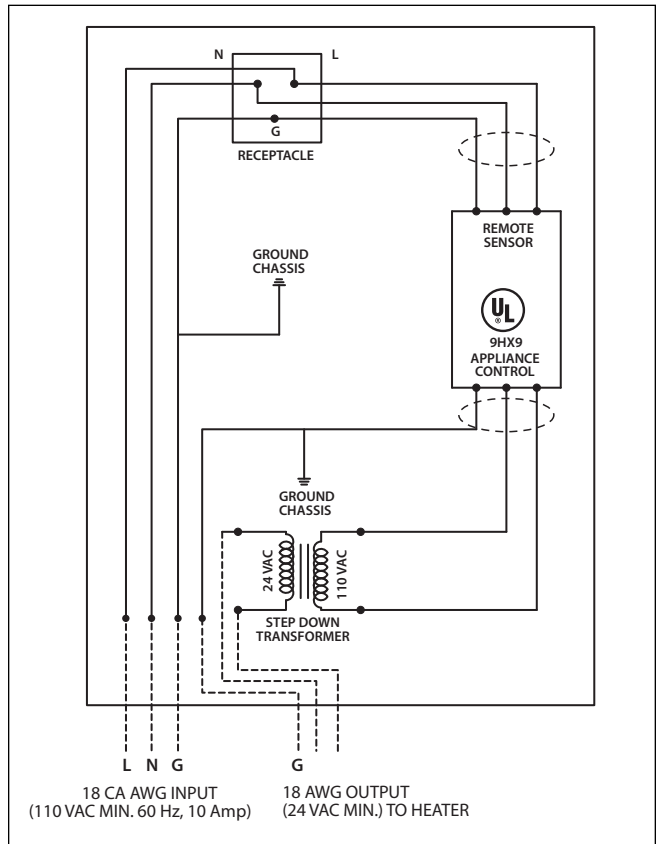 N L
G
RECEPTACLE
REMOTE
SENSOR
GROUND
CHASSIS
UL
®
9HX9
APPLIANCE
CONTROL
GROUND
CHASSIS
24 VAC
110 VAC
STEP DOWN
TRANSFORMER
L N G
G
18 CA AWG INPUT
(110 VAC MIN. 60 Hz, 10 Amp)
18 AWG OUTPUT
(24 VAC MIN.) TO HEATER